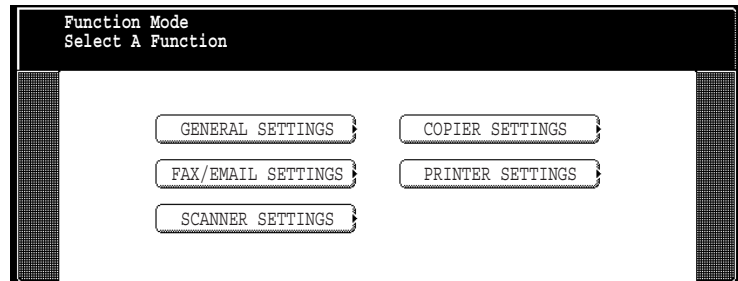 Function Mode
Select A Function
GENERAL SETTINGS
COPIER SETTINGS
FAX/EMAIL SETTINGS
PRINTER SETTINGS
SCANNER SETTINGS